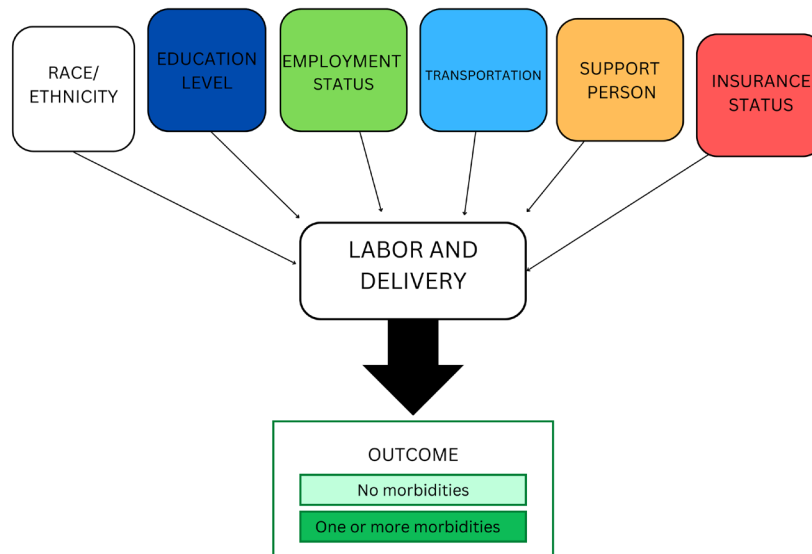 RACE/
ETHNICITY
EDUCATION
LEVEL
EMPLOYMENT
STATUS
TRANSPORTATION
SUPPORT
PERSON
INSURANCE
STATUS
LABOR AND
DELIVERY
OUTCOME
No morbidities
One or more morbidities